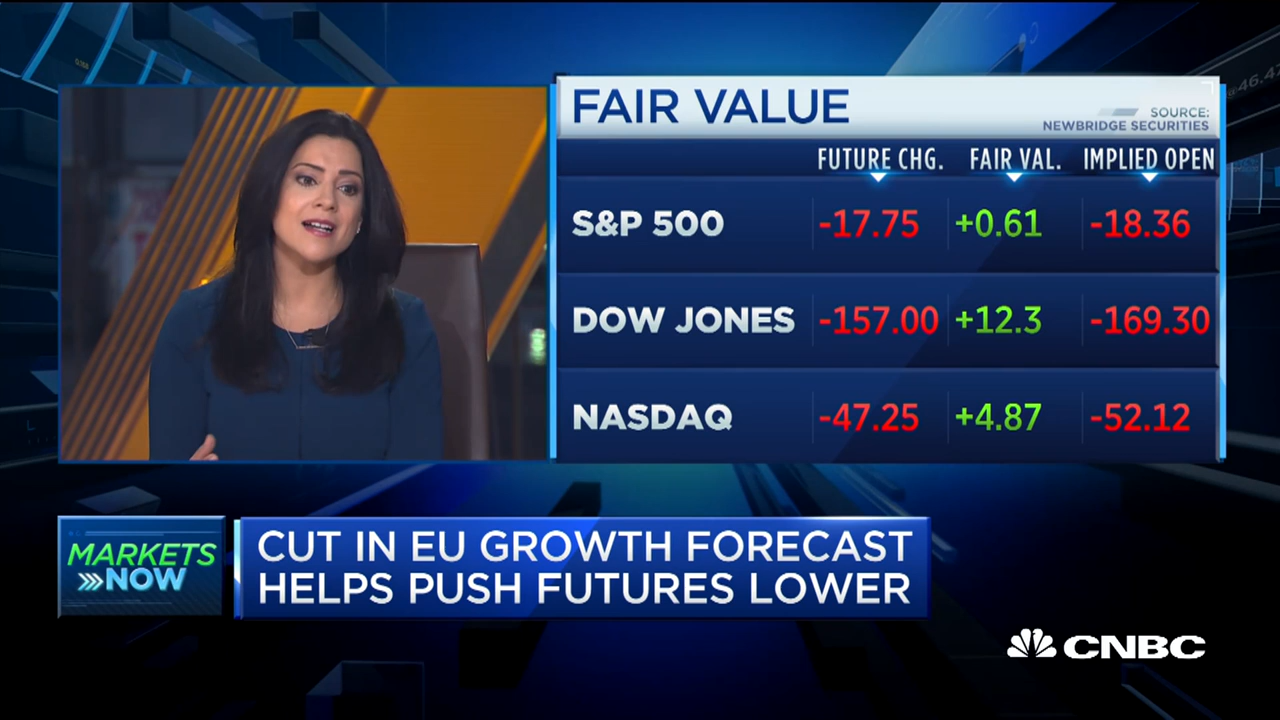 FAIR VALUE
SOURCE:
NEWBRIDGE SECURITIES
FUTURE CHG. FAIR VAL. IMPLIED OPEN
S&P 500 -17.75 +0.61 -18.36
DOW JONES -157.00 +12.3 -169.30
NASDAQ -47.25 +4.87 -52.12
MARKETS
NOW
CUT IN EU GROWTH FORECAST
HELPS PUSH FUTURES LOWER
CNBC